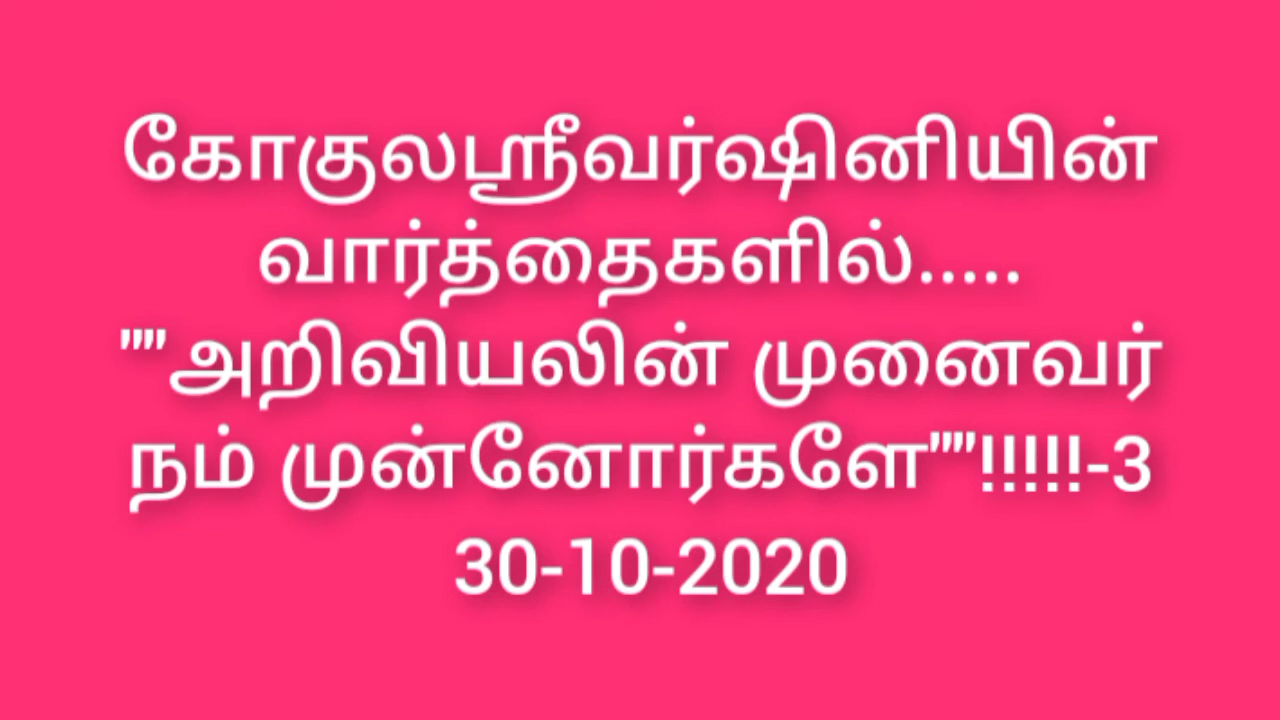 கோகுலஸ்ரீவர்ஷினியின்
வார்த்தைகளில்.....
""அறிவியலின் முனைவர்
நம் முன்னோர்களே""!!!!!-3
30-10-2020